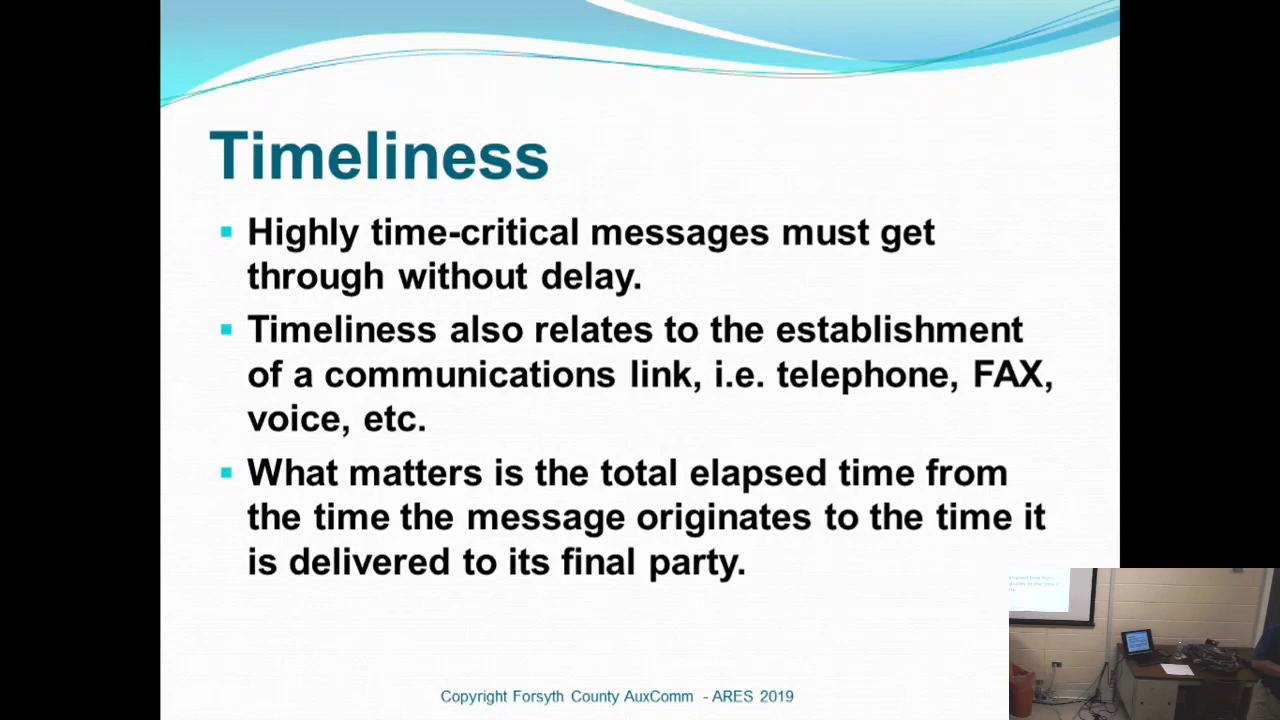 Timeliness
Highly time-critical messages must get
through without delay.
Timeliness also relates to the establishment
of a communications link, i.e. telephone, FAX,
voice, etc.
What matters is the total elapsed time from
the time the message originates to the time it
is delivered to its final party.
Copyright Forsyth County AuxComm - ARES 2019